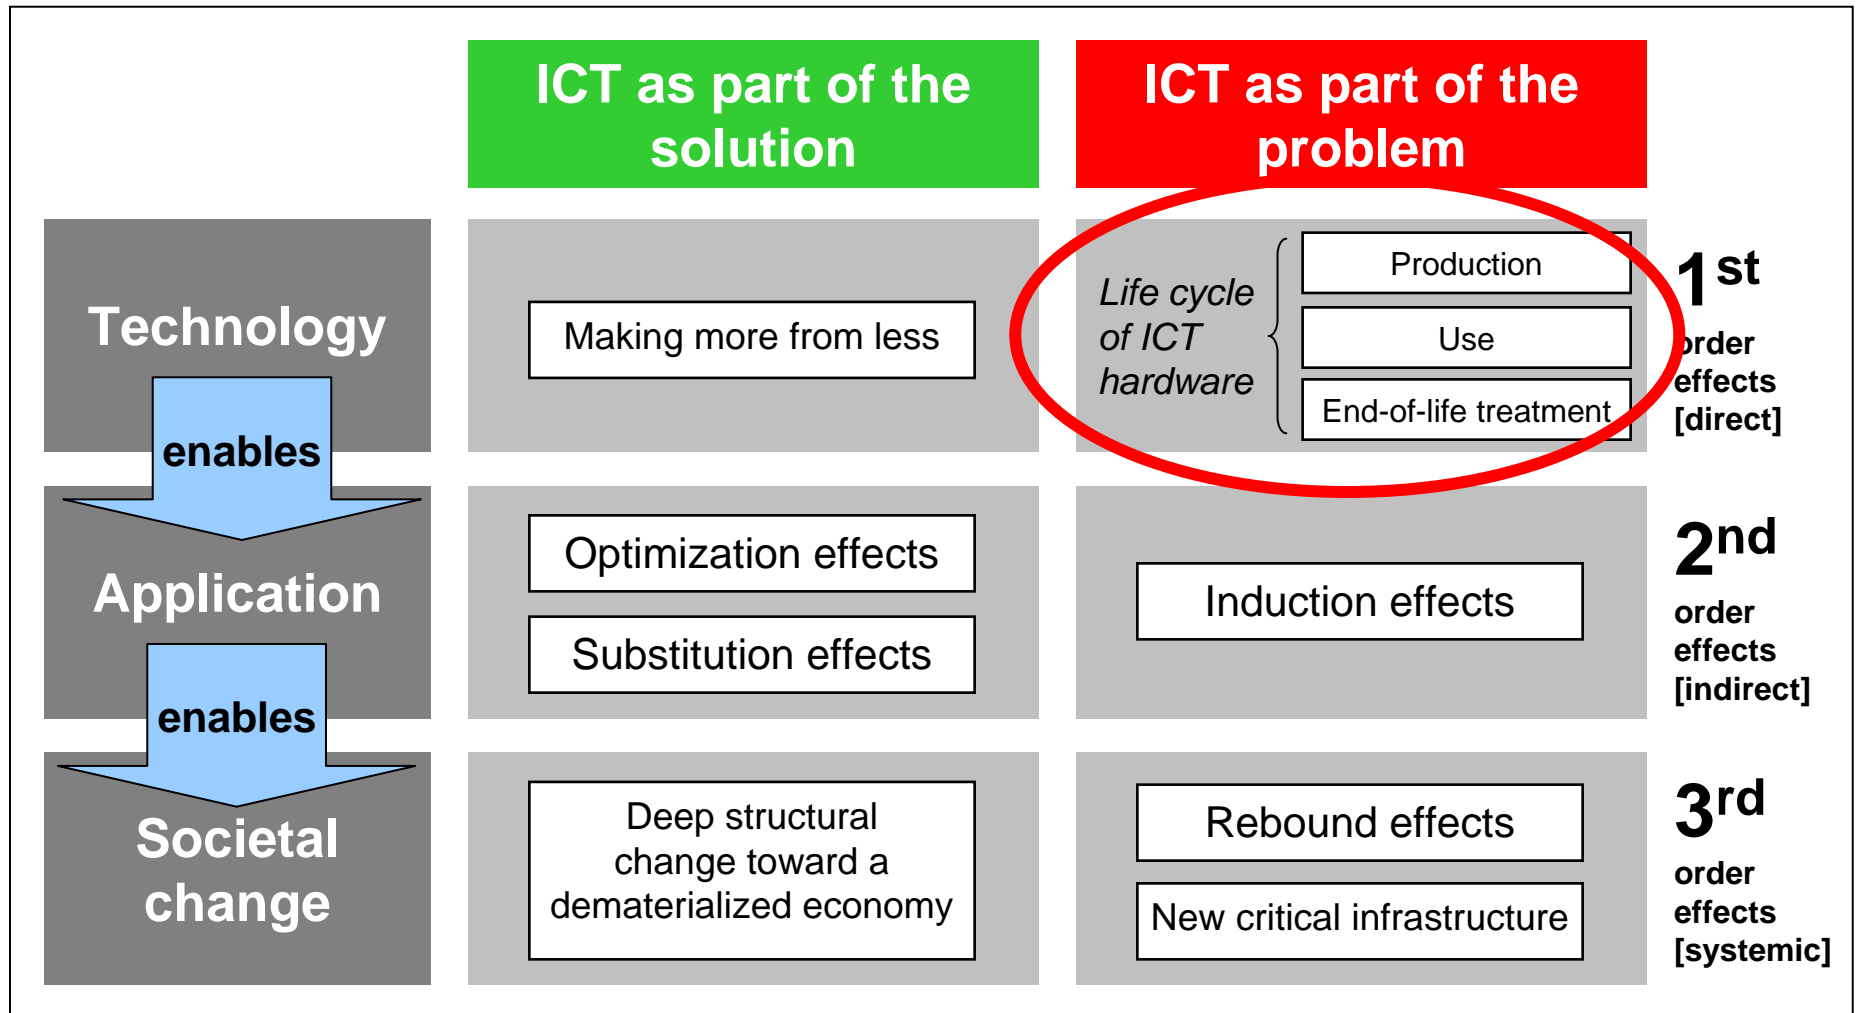 ICT as part of the
solution
ICT as part of the
problem
Technology
Making more from less
Life cycle
of ICT
hardware
Production
Use
End-of-life treatment
1st
order
effects
[direct]
enables
Application
Optimization effects
Substitution effects
Induction effects
2nd
order
effects
[indirect]
enables
Societal
change
Deep structural
change toward a
dematerialized economy
Rebound effects
New critical infrastructure
3rd
order
effects
[systemic]